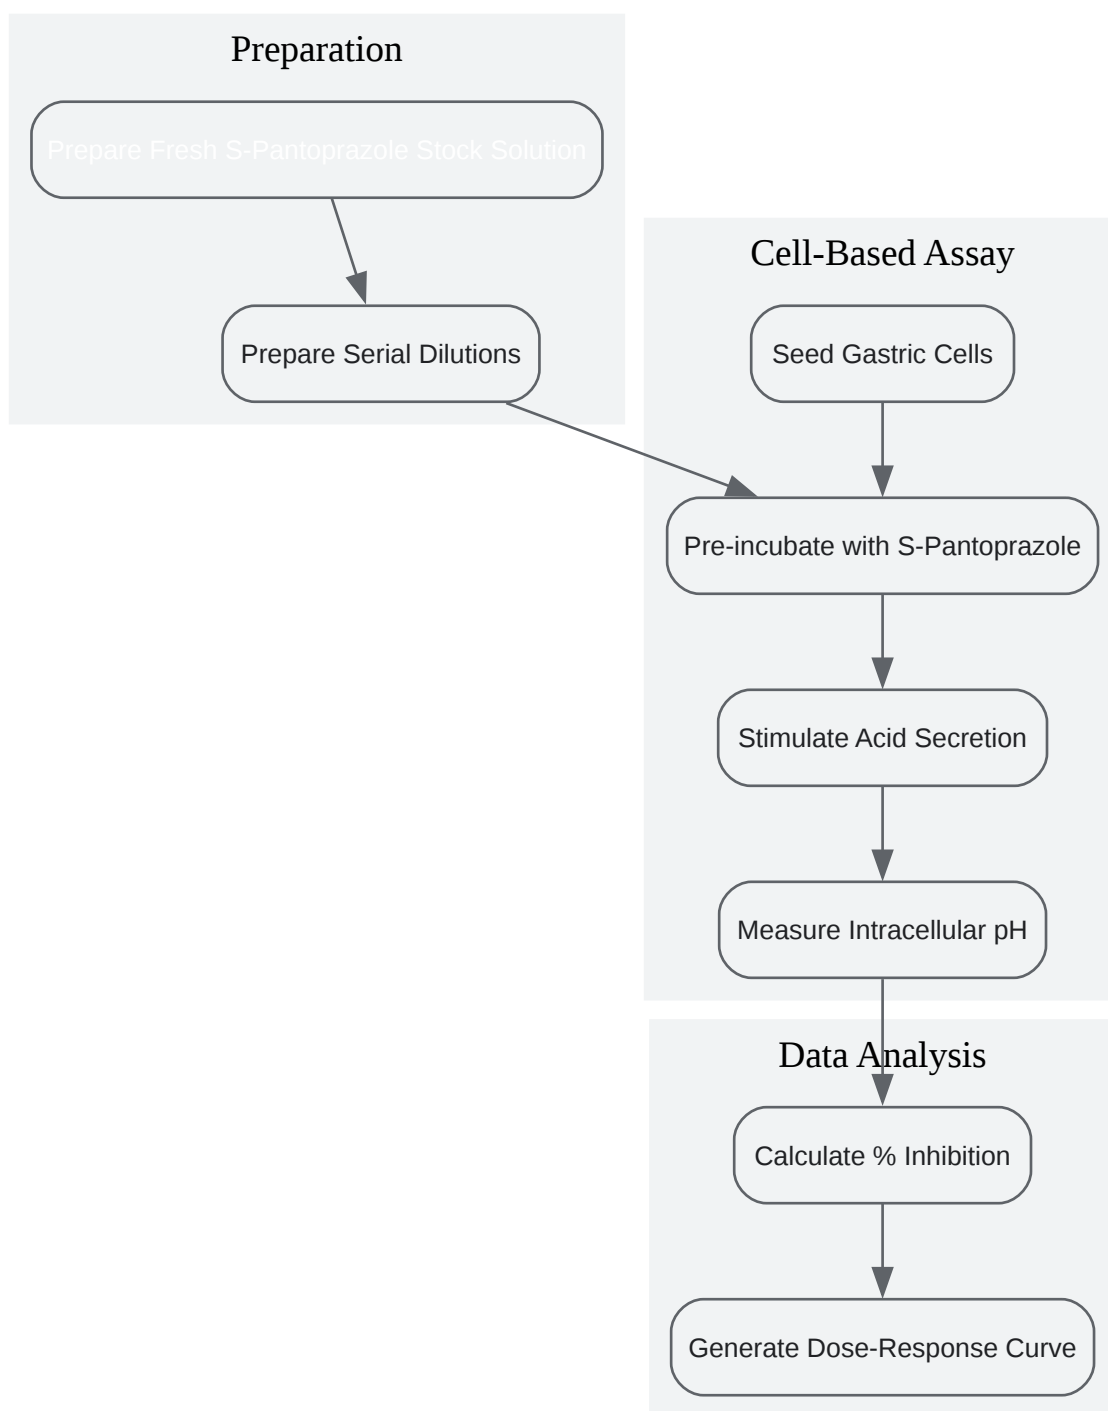 Preparation
Prepare Fresh S-Pantoprazole Stock Solution
Prepare Serial Dilutions
Cell-Based Assay
Seed Gastric Cells
Pre-incubate with S-Pantoprazole
Stimulate Acid Secretion
Measure Intracellular pH
Data Analysis
Calculate % Inhibition
Generate Dose-Response Curve